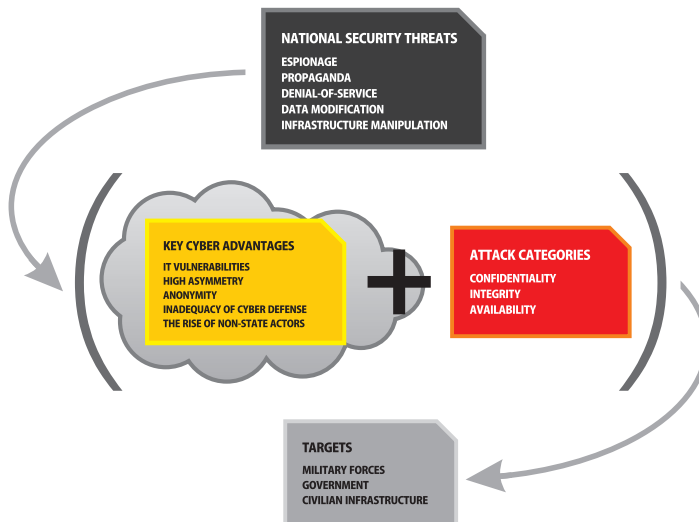 NATIONAL SECURITY THREATS
ESPIONAGE
PROPAGANDA
DENIAL-OF-SERVICE
DATA MODIFICATION
INFRASTRUCTURE MANIPULATION
KEY CYBER ADVANTAGES
IT VULNERABILITIES
HIGH ASYMMETRY
ANONYMITY
INADEQUACY OF CYBER DEFENSE
THE RISE OF NON-STATE ACTORS
ATTACK CATEGORIES
CONFIDENTIALITY
INTEGRITY
AVAILABILITY
TARGETS
MILITARY FORCES
GOVERNMENT
CIVILIAN INFRASTRUCTURE